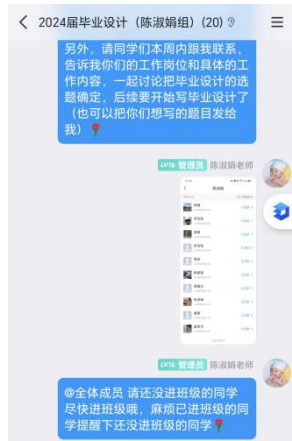 2024届毕业设计（陈淑娟组）(20)
另外，请同学们本周内跟我联系，
告诉我你们的工作岗位和具体的工
作内容，一起讨论把毕业设计的选
题确定，后续要开始写毕业设计了
（也可以把你们想写的题目发给
我）
LV16 管理员 陈淑娟老师
LV16 管理员 陈淑娟老师
@全体成员 请还没进班级的同学
尽快进班级哦，麻烦已进班级的同
学提醒下还没进班级的同学